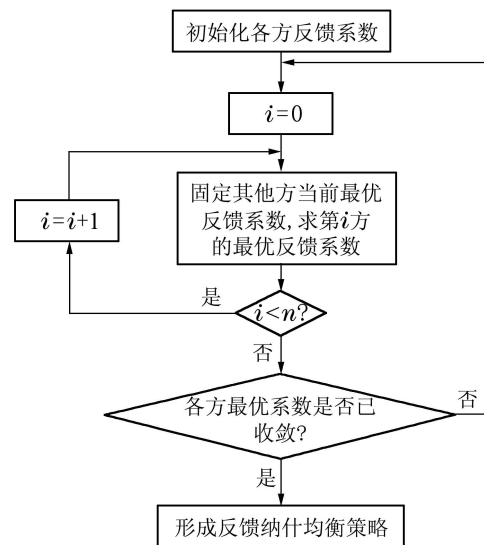 初始化各方反馈系数
i=0
固定其他方当前最优
反馈系数,求第i方
的最优反馈系数
i=i+1
是
i<n?
否
各方最优系数是否已
收敛?
否
是
形成反馈纳什均衡策略